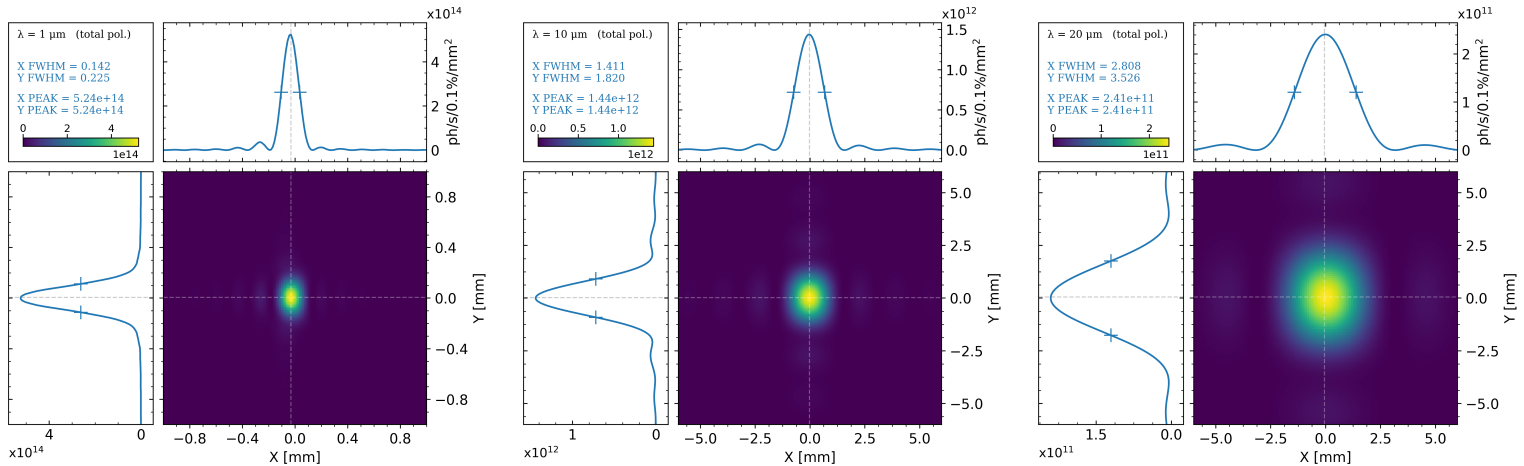 λ = 1 μm   (total pol.)
X FWHM = 0.142
Y FWHM = 0.225
X PEAK = 5.24e+14
Y PEAK = 5.24e+14
0 2 4
1e14
x10^14
4
2
0
ph/s/0.1%/mm^2
4 0
x10^14
0.8
0.4
0.0
−0.4
−0.8
Y [mm]
−0.8 −0.4 0.0 0.4 0.8
X [mm]
λ = 10 μm   (total pol.)
X FWHM = 1.411
Y FWHM = 1.820
X PEAK = 1.44e+12
Y PEAK = 1.44e+12
0.0 1.0
1e12
x10^12
1.5
1.0
0.5
0.0
ph/s/0.1%/mm^2
1 0
x10^12
5.0
2.5
0.0
−2.5
−5.0
Y [mm]
−5.0 −2.5 0.0 2.5 5.0
X [mm]
λ = 20 μm   (total pol.)
X FWHM = 2.808
Y FWHM = 3.526
X PEAK = 2.41e+11
Y PEAK = 2.41e+11
0 1 2
1e11
x10^11
2
1
0
ph/s/0.1%/mm^2
1.5 0.0
x10^11
5.0
2.5
0.0
−2.5
−5.0
Y [mm]
−5.0 −2.5 0.0 2.5 5.0
X [mm]